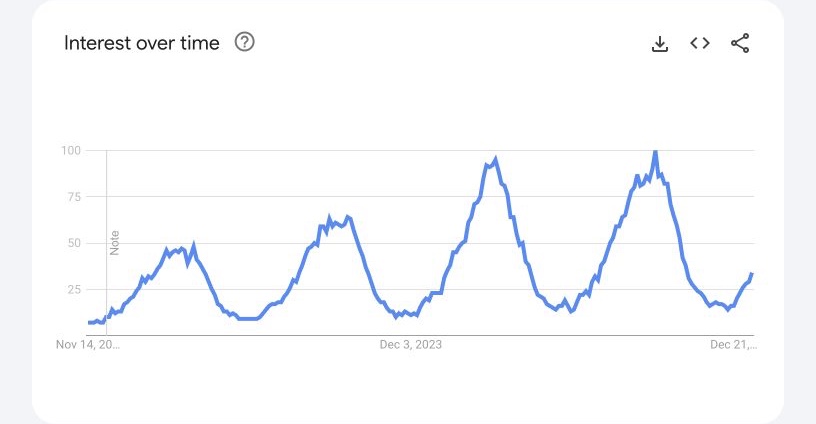 Interest over time
100
75
50
25
Note
Nov 14, 20...
Dec 3, 2023
Dec 21,...